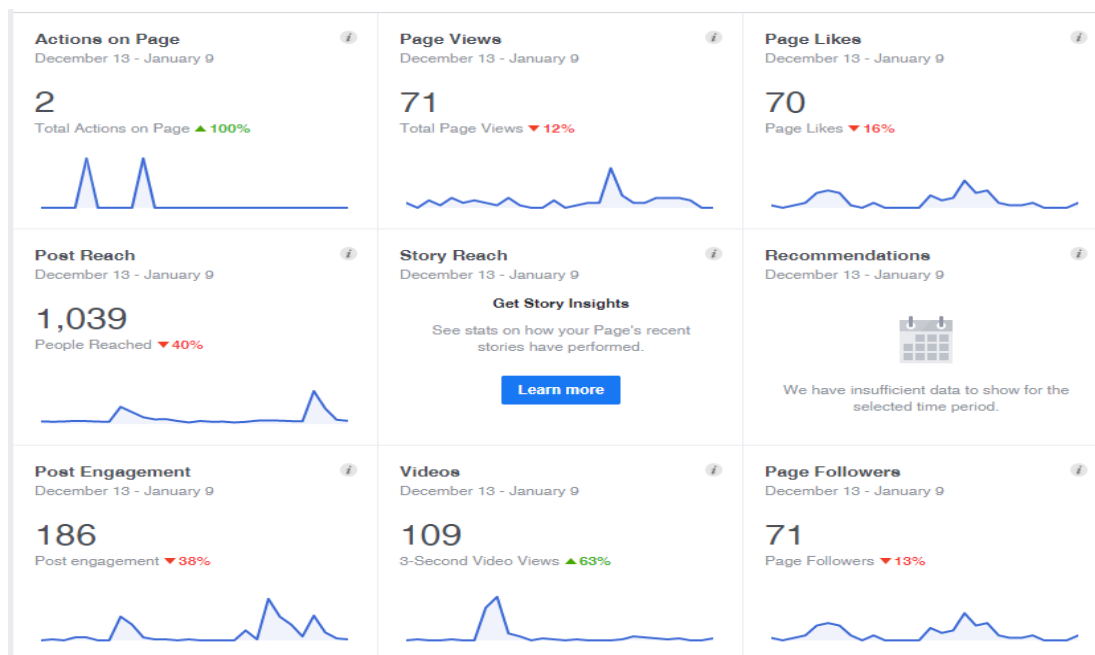 Actions on Page
December 13 - January 9
2
Total Actions on Page ▲ 100%
Page Views
December 13 - January 9
71
Total Page Views ▼ 12%
Page Likes
December 13 - January 9
70
Page Likes ▼ 16%
Post Reach
December 13 - January 9
1,039
People Reached ▼ 40%
Story Reach
December 13 - January 9
Get Story Insights
See stats on how your Page's recent
stories have performed.
Learn more
Recommendations
December 13 - January 9
We have insufficient data to show for the
selected time period.
Post Engagement
December 13 - January 9
186
Post engagement ▼ 38%
Videos
December 13 - January 9
109
3-Second Video Views ▲ 63%
Page Followers
December 13 - January 9
71
Page Followers ▼ 13%